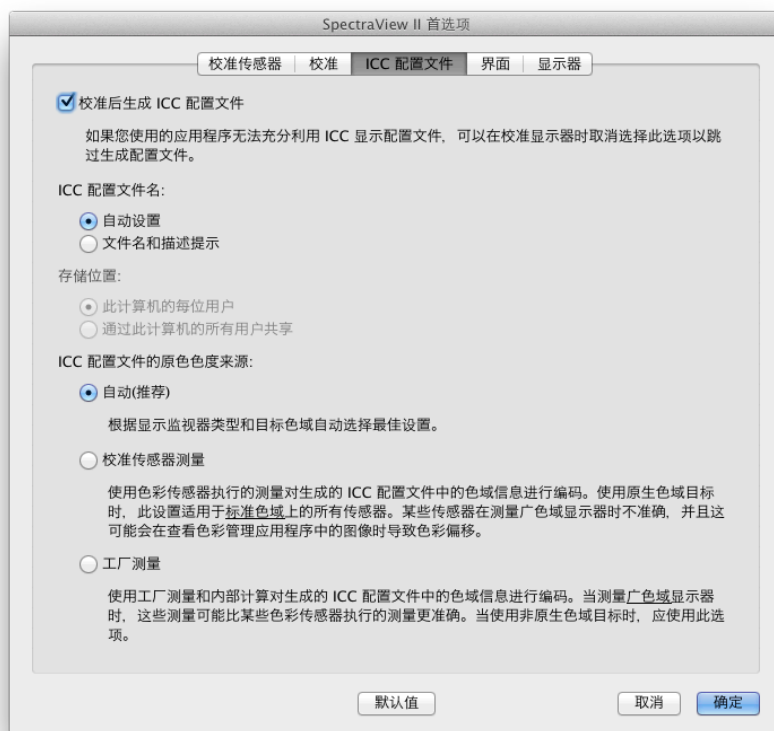 SpectraView II 首选项
校准传感器 校准 ICC 配置文件 界面 显示器
校准后生成 ICC 配置文件
如果您使用的应用程序无法充分利用 ICC 显示配置文件，可以在校准显示器时取消选择此选项以跳
过生成配置文件。
ICC 配置文件名:
自动设置
文件名和描述提示
存储位置:
此计算机的每位用户
通过此计算机的所有用户共享
ICC 配置文件的原色色度来源:
自动(推荐)
根据显示监视器类型和目标色域自动选择最佳设置。
校准传感器测量
使用色彩传感器执行的测量对生成的 ICC 配置文件中的色域信息进行编码。使用原生色域目标
时，此设置适用于标准色域上的所有传感器。某些传感器在测量广色域显示器时不准确，并且这
可能会在查看色彩管理应用程序中的图像时导致色彩偏移。
工厂测量
使用工厂测量和内部计算对生成的 ICC 配置文件中的色域信息进行编码。当测量广色域显示器
时，这些测量可能比某些色彩传感器执行的测量更准确。当使用非原生色域目标时，应使用此选
项。
默认值 取消 确定